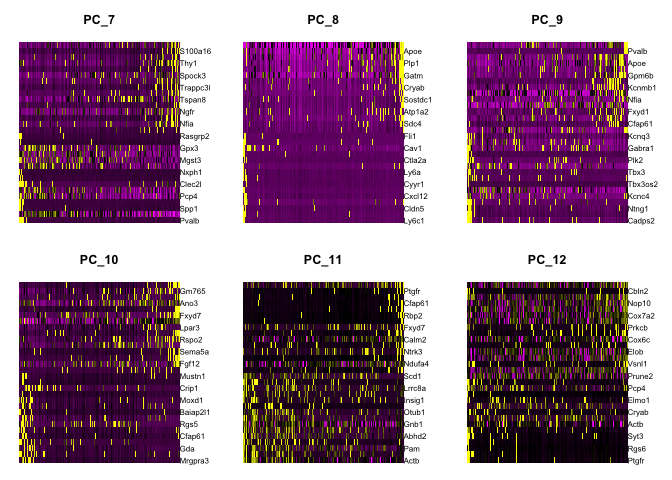 PC_7
S100a16
Thy1
Spock3
Trappc3l
Tspan8
Ngfr
Nfia
Rasgrp2
Gpx3
Mgst3
Nxph1
Clec2l
Pcp4
Spp1
Pvalb
PC_8
Apoe
Plp1
Gatm
Cryab
Sostdc1
Atp1a2
Sdc4
Fli1
Cav1
Ctla2a
Ly6a
Cyyr1
Cxcl12
Cldn5
Ly6c1
PC_9
Pvalb
Apoe
Gpm6b
Kcnmb1
Nfia
Fxyd1
Cfap61
Kcnq3
Gabra1
Plk2
Tbx3
Tbx3os2
Kcnc4
Ntng1
Cadps2
PC_10
Gm765
Ano3
Fxyd7
Lpar3
Rspo2
Sema5a
Fgf12
Mustn1
Crip1
Moxd1
Baiap2l1
Rgs5
Cfap61
Gda
Mrgpra3
PC_11
Ptgfr
Cfap61
Rbp2
Fxyd7
Calm2
Ntrk3
Ndufa4
Scd1
Lrrc8a
Insig1
Otub1
Gnb1
Abhd2
Pam
Actb
PC_12
Cbln2
Nop10
Cox7a2
Prkcb
Cox6c
Elob
Vsnl1
Prune2
Pcp4
Elmo1
Cryab
Actb
Syt3
Rgs6
Ptgfr